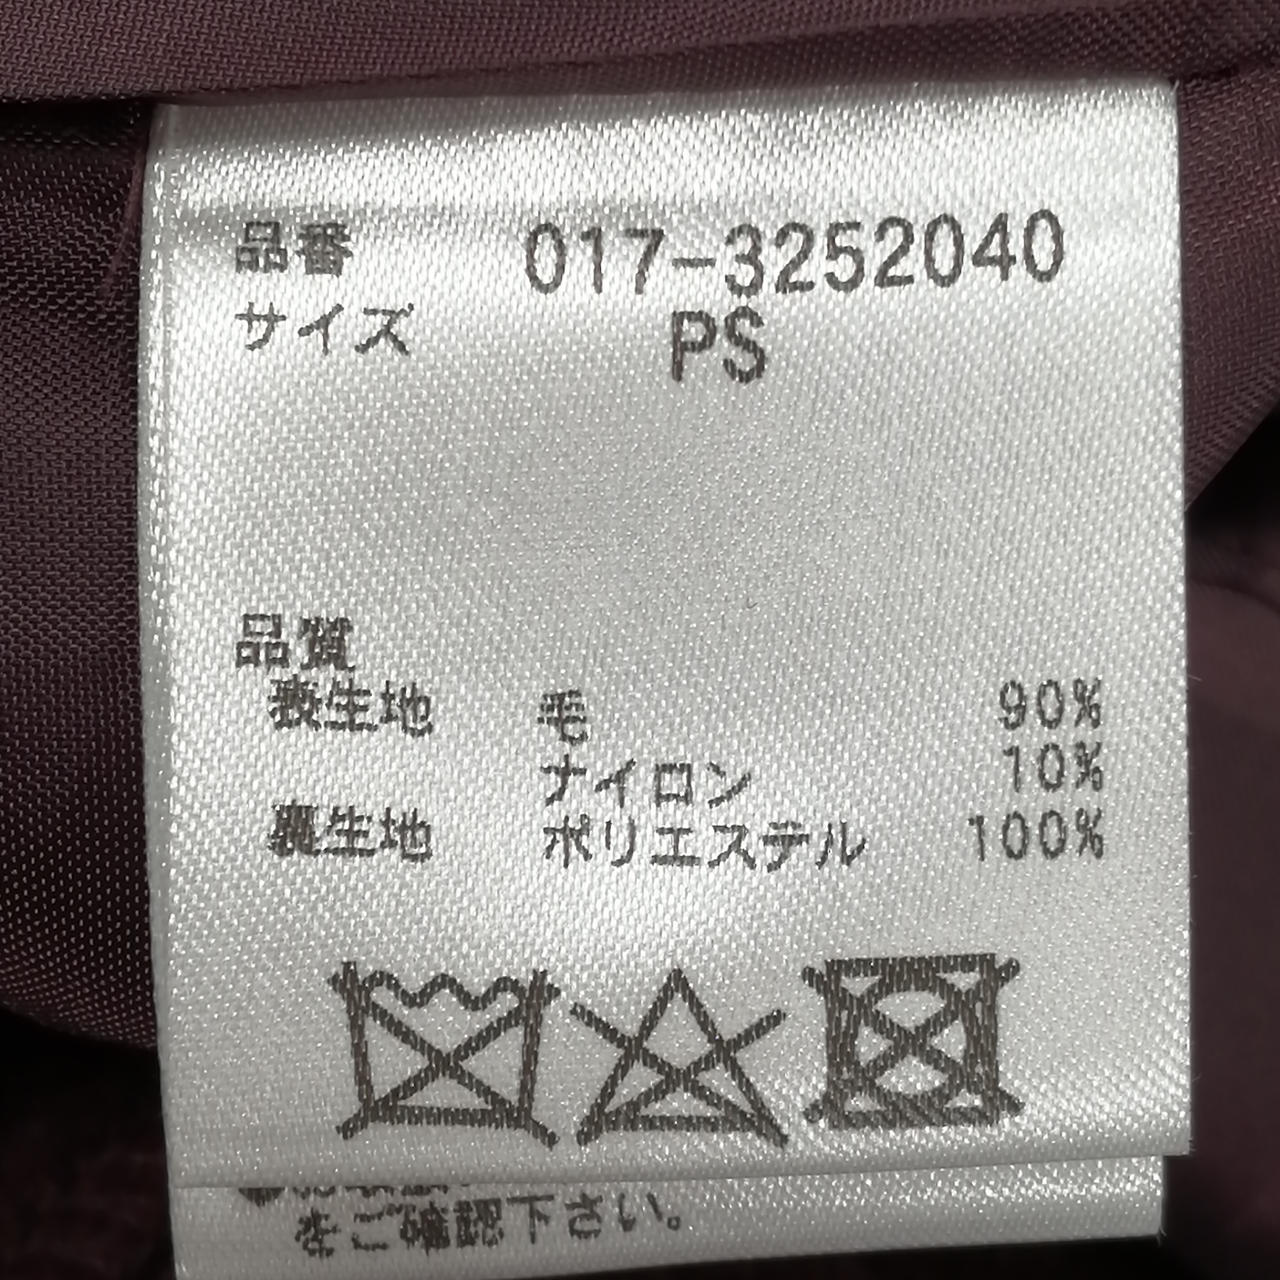 品番 017-3252040
サイズ PS
品質
表生地 毛 90%
ナイロン 10%
裏生地 ポリエステル 100%
をご確認下さい。